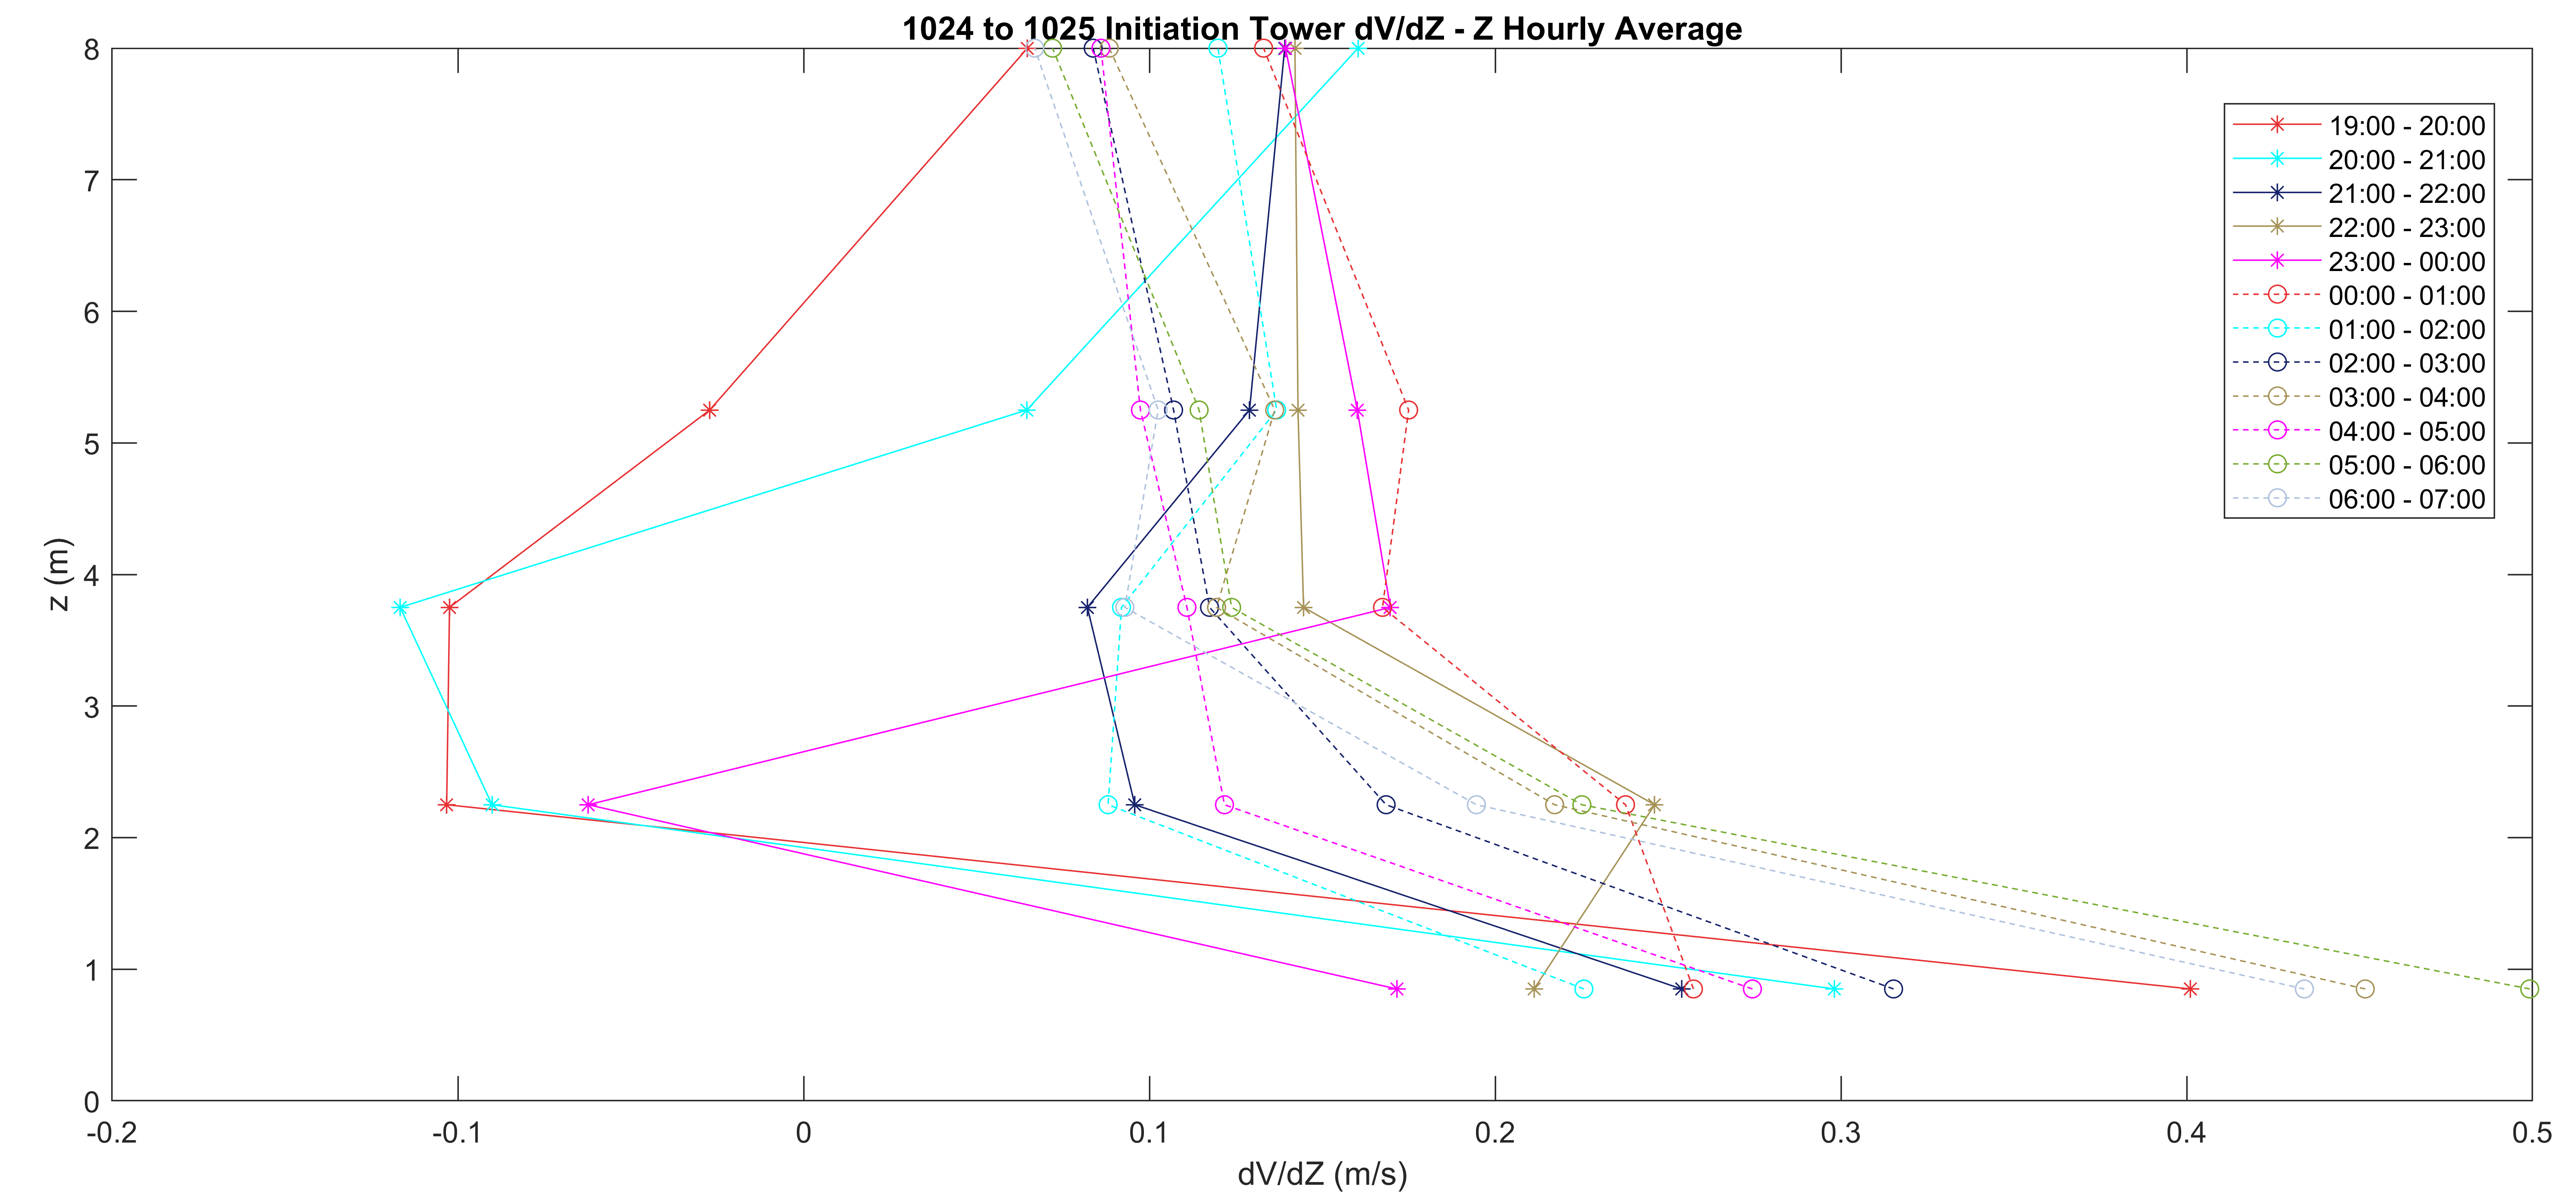 1024 to 1025 Initiation Tower dV/dZ - Z Hourly Average
8
7
6
5
4
3
2
1
0
z (m)
-0.2 -0.1 0 0.1 0.2 0.3 0.4 0.5
dV/dZ (m/s)
19:00 - 20:00
20:00 - 21:00
21:00 - 22:00
22:00 - 23:00
23:00 - 00:00
00:00 - 01:00
01:00 - 02:00
02:00 - 03:00
03:00 - 04:00
04:00 - 05:00
05:00 - 06:00
06:00 - 07:00